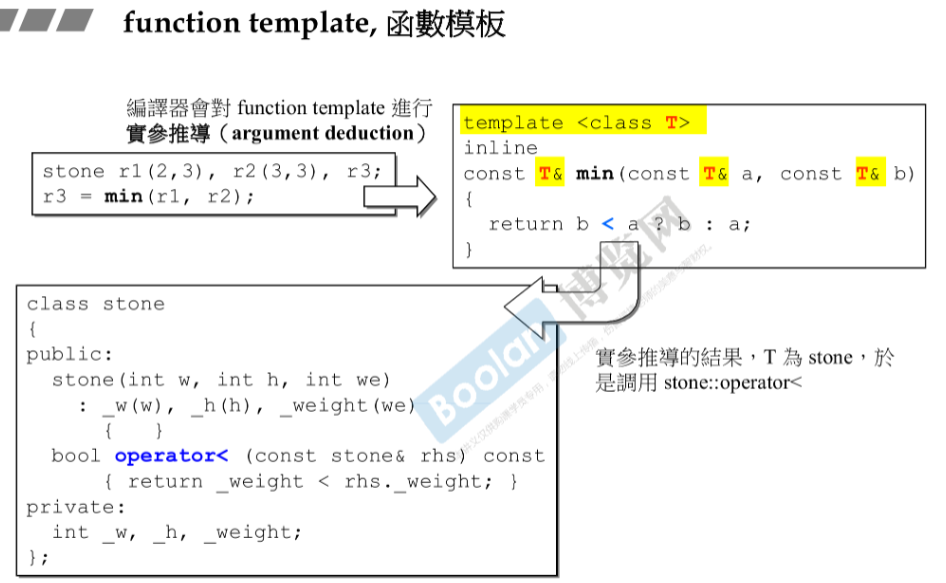 function template, 函數模板
編譯器會對 function template 進行
實參推導（argument deduction）
stone r1(2,3), r2(3,3), r3;
r3 = min(r1, r2);
template <class T>
inline
const T& min(const T& a, const T& b)
{
return b < a ? b : a;
}
class stone
{
public:
stone(int w, int h, int we)
: _w(w), _h(h), _weight(we)
{ }
bool operator< (const stone& rhs) const
{ return _weight < rhs._weight; }
private:
int _w, _h, _weight;
};
實參推導的結果，T 為 stone，於
是調用 stone::operator<
Boolan 博览网